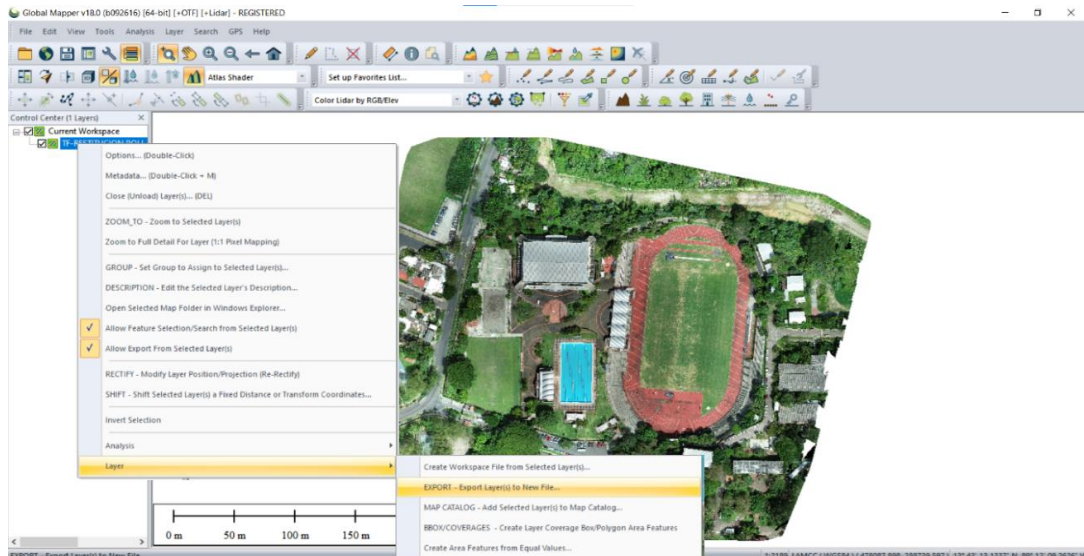 Global Mapper v18.0 (b092616) [64-bit] [+OTF] [+Lidar] - REGISTERED
File Edit View Tools Analysis Layer Search GPS Help
Atlas Shader
Set up Favorites List...
Color Lidar by RGB/Elev
Control Center (1 Layers)
Current Workspace
Options... (Double-Click)
Metadata... (Double-Click + M)
Close (Unload) Layer(s)... (DEL)
ZOOM_TO - Zoom to Selected Layer(s)
Zoom to Full Detail For Layer (1:1 Pixel Mapping)
GROUP - Set Group to Assign to Selected Layer(s)...
DESCRIPTION - Edit the Selected Layer's Description...
Open Selected Map Folder in Windows Explorer...
Allow Feature Selection/Search from Selected Layer(s)
Allow Export From Selected Layer(s)
RECTIFY - Modify Layer Position/Projection (Re-Rectify)
SHIFT - Shift Selected Layer(s) a Fixed Distance or Transform Coordinates...
Invert Selection
Analysis
Layer
Create Workspace File from Selected Layer(s)...
EXPORT - Export Layer(s) to New File...
MAP CATALOG - Add Selected Layer(s) to Map Catalog...
BBOX/COVERAGES - Create Layer Coverage Box/Polygon Area Features
Create Area Features from Equal Values...
0 m 50 m 100 m 150 m